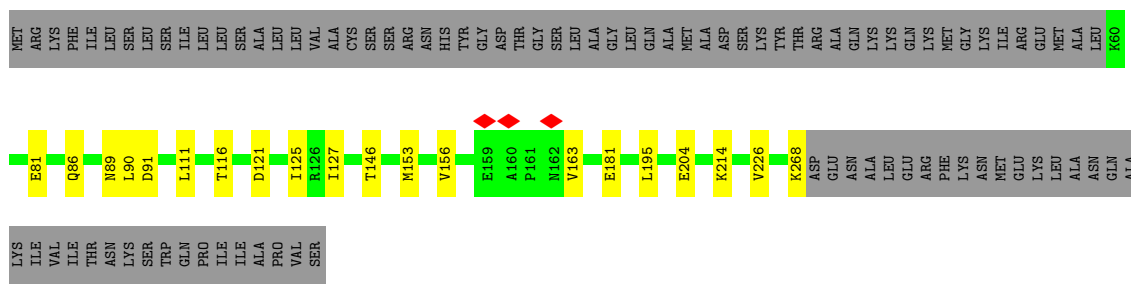 MET ARG LYS PHE ILE LEU SER LEU SER ILE LEU LEU SER ALA LEU LEU VAL ALA CYS SER SER ARG ASN HIS TYR GLY ASP THR GLY SER LEU ALA GLY LEU GLN ALA MET ALA ASP SER LYS TYR THR ARG ALA GLN LYS LYS GLN LYS MET GLY LYS ILE ARG GLU MET ALA LEU K60
E81 Q86 N89 L90 D91 L111 T116 D121 I125 R126 I127 T146 M153 V156 E159 A160 P161 N162 V163 E181 L195 E204 K214 V226 K268 ASP GLU ASN ALA LEU GLU ARG PHE LYS ASN MET GLU LYS LEU ALA ASN GLN ALA
LYS ILE VAL ILE THR ASN LYS SER TRP GLN PRO ILE ILE ALA PRO VAL SER